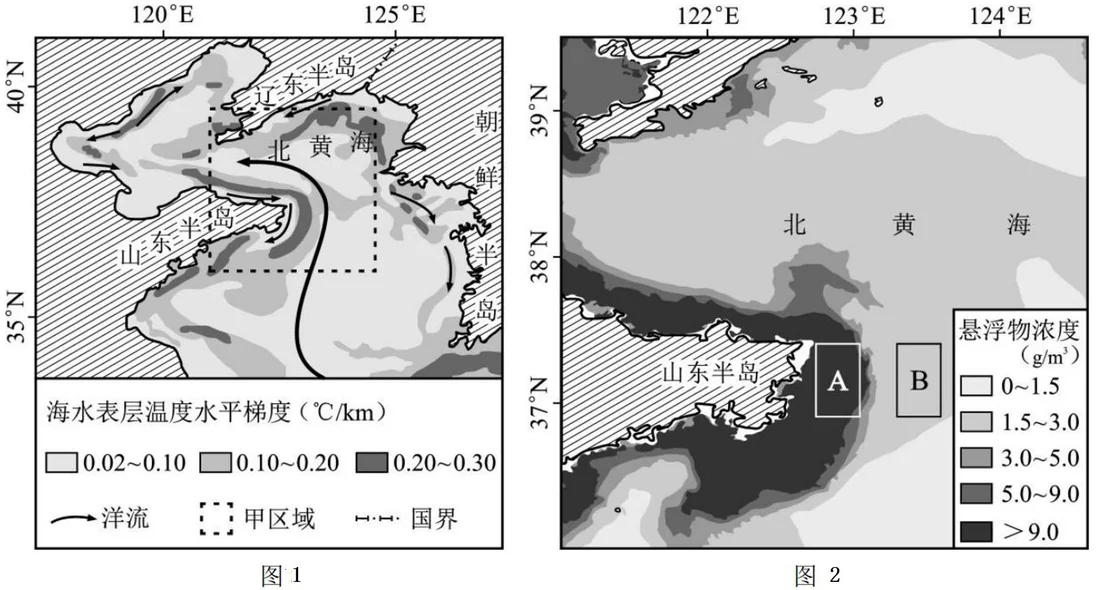 120°E 125°E
40°N
35°N
辽东半岛
北黄海
朝鲜半岛
山东半岛
海水表层温度水平梯度(℃/km)
0.02~0.10 0.10~0.20 0.20~0.30
洋流 甲区域 国界
图1
122°E 123°E 124°E
39°N
38°N
37°N
北黄海
山东半岛
A B
悬浮物浓度
(g/m³)
0~1.5
1.5~3.0
3.0~5.0
5.0~9.0
>9.0
图 2